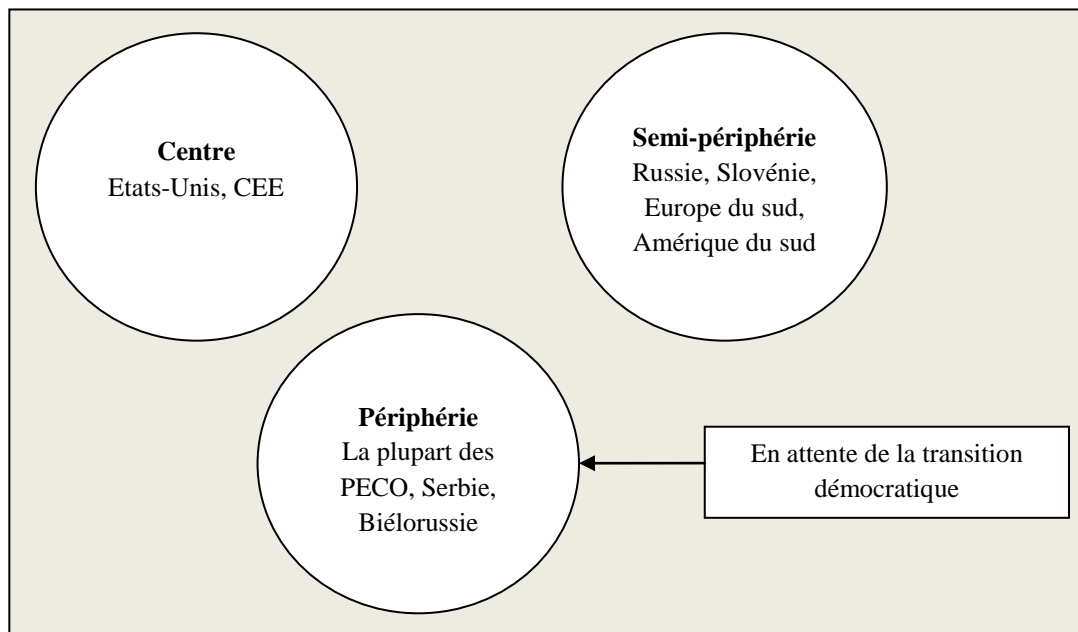 Centre
Etats-Unis, CEE
Semi-périphérie
Russie, Slovénie,
Europe du sud,
Amérique du sud
Périphérie
La plupart des
PECO, Serbie,
Biélorussie
En attente de la transition
démocratique